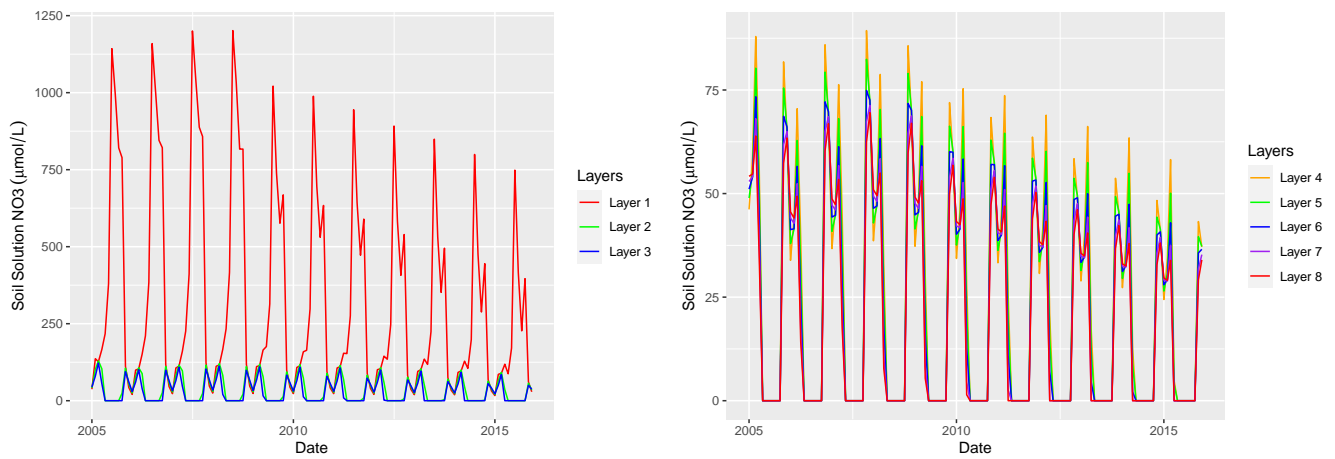 Soil Solution NO3 (μmol/L)
1250
1000
750
500
250
0
2005
2010
2015
Date
Layers
Layer 1
Layer 2
Layer 3
Soil Solution NO3 (μmol/L)
75
50
25
0
2005
2010
2015
Date
Layers
Layer 4
Layer 5
Layer 6
Layer 7
Layer 8